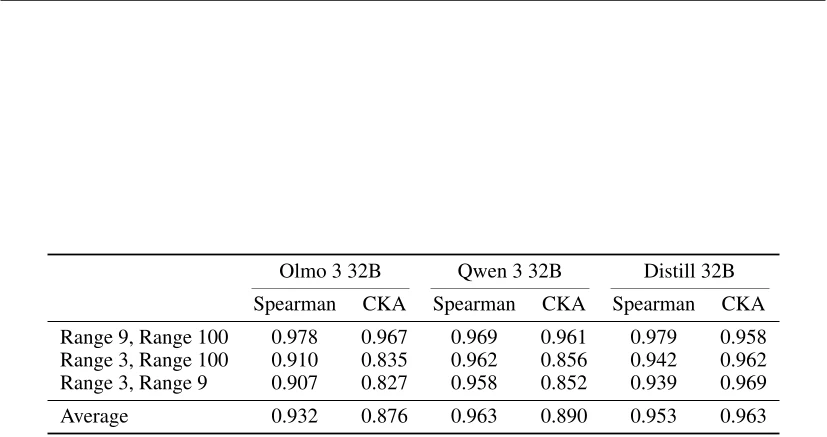 Olmo 3 32B Qwen 3 32B Distill 32B
Spearman CKA Spearman CKA Spearman CKA
Range 9, Range 100 0.978 0.967 0.969 0.961 0.979 0.958
Range 3, Range 100 0.910 0.835 0.962 0.856 0.942 0.962
Range 3, Range 9 0.907 0.827 0.958 0.852 0.939 0.969
Average 0.932 0.876 0.963 0.890 0.953 0.963